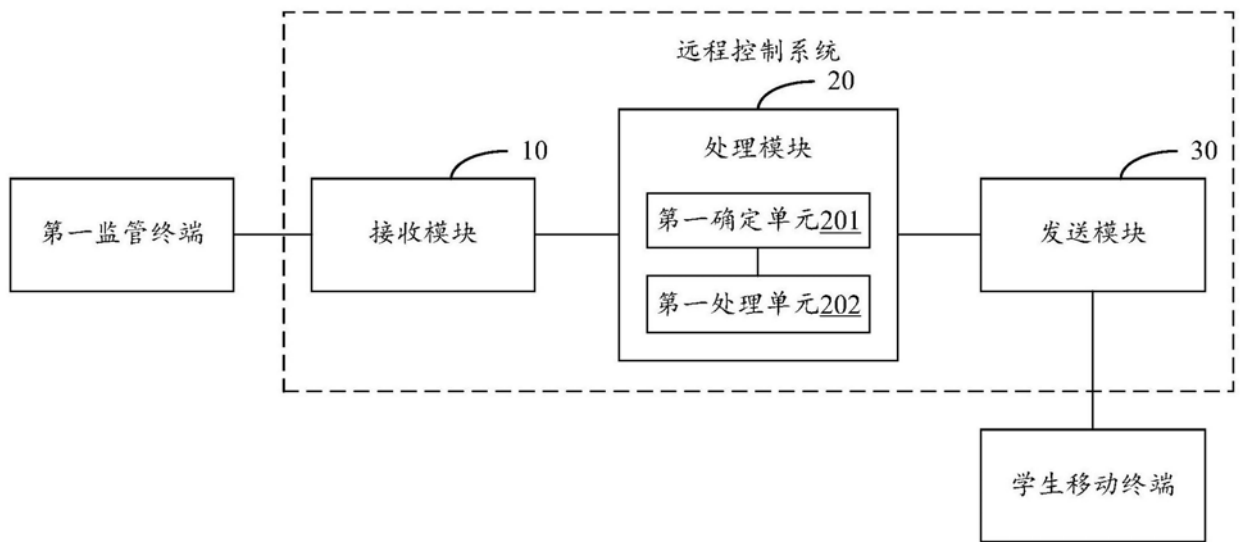 远程控制系统
20
10
处理模块
30
第一监管终端
接收模块
第一确定单元201
发送模块
第一处理单元202
学生移动终端